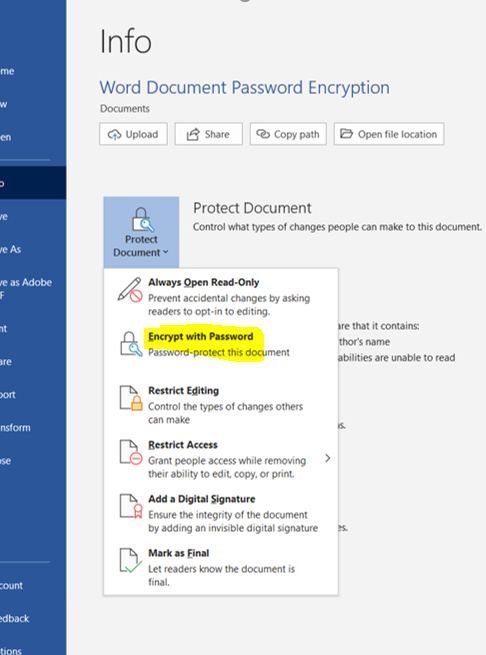 Info
Word Document Password Encryption
Documents
Upload
Share
Copy path
Open file location
me
w
en
o
ve
ve As
ve as Adobe
F
nt
are
port
nsform
ose
count
edback
tions
Protect Document
Protect Document
Control what types of changes people can make to this document.
Always Open Read-Only
Prevent accidental changes by asking
readers to opt-in to editing.
Encrypt with Password
Password-protect this document
Restrict Editing
Control the types of changes others
can make
Restrict Access
Grant people access while removing
their ability to edit, copy, or print.
Add a Digital Signature
Ensure the integrity of the document
by adding an invisible digital signature
Mark as Final
Let readers know the document is
final.
are that it contains:
thor's name
abilities are unable to read
s.
es.